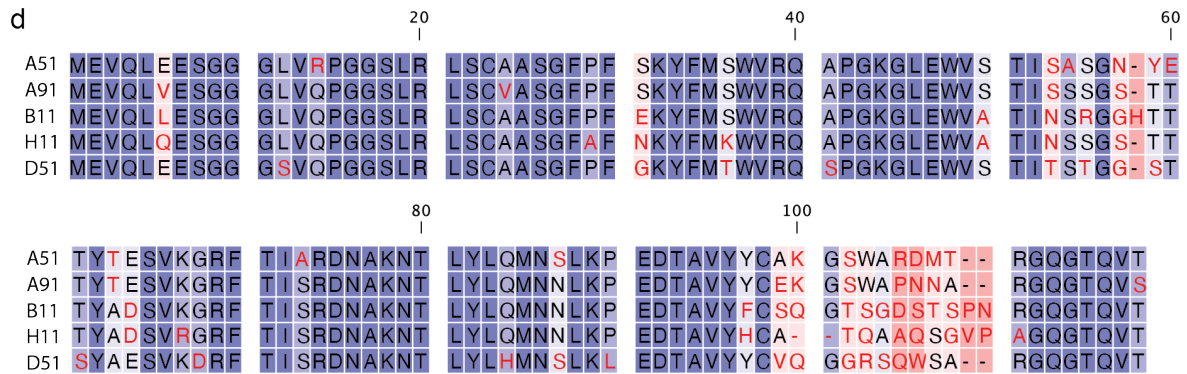 d
20 40 60
A51 MEVQLEESGG GLVRPGGSLR LSCAASGFPF SKYFMSWVRQ APGKGLEWVS TISASGN-YE
A91 MEVQLVESGG GLVQPGGSLR LSCVASGFPF SKYFMSWVRQ APGKGLEWVS TISSSGS-TT
B11 MEVQLLESGG GLVQPGGSLR LSCAASGFPF EKYFMSWVRQ APGKGLEWVA TINSRGGHTT
H11 MEVQLQESGG GLVQPGGSLR LSCAASGFAF NKYFMKWVRQ APGKGLEWVA TINSSGS-TT
D51 MEVQLEESGG GSVQPGGSLR LSCAASGFPF GKYFMTWVRQ SPGKGLEWVS TITSTGG-ST
80 100
A51 TYTESVKGRF TIARDNAKNT LYLQMNSLKP EDTAVYYCAK GSWARDMT-- RGQGTQVT
A91 TYTESVKGRF TISRDNAKNT LYLQMNNLKP EDTAVYYCEK GSWAPNNA-- RGQGTQVS
B11 TYADSVKGRF TISRDNAKNT LYLQMNNLKP EDTAVYFCSQ GTSGDSTSPN RGQGTQVT
H11 TYADSVRGRF TISRDNAKNT LYLQMNNLKP EDTAVYHCA- -TQAAQSGVP AGQGTQVT
D51 SYAESVKDRF TISRDNAKNT LYLHMNSLKL EDTAVYYCVQ GGRSQWSA-- RGQGTQVT